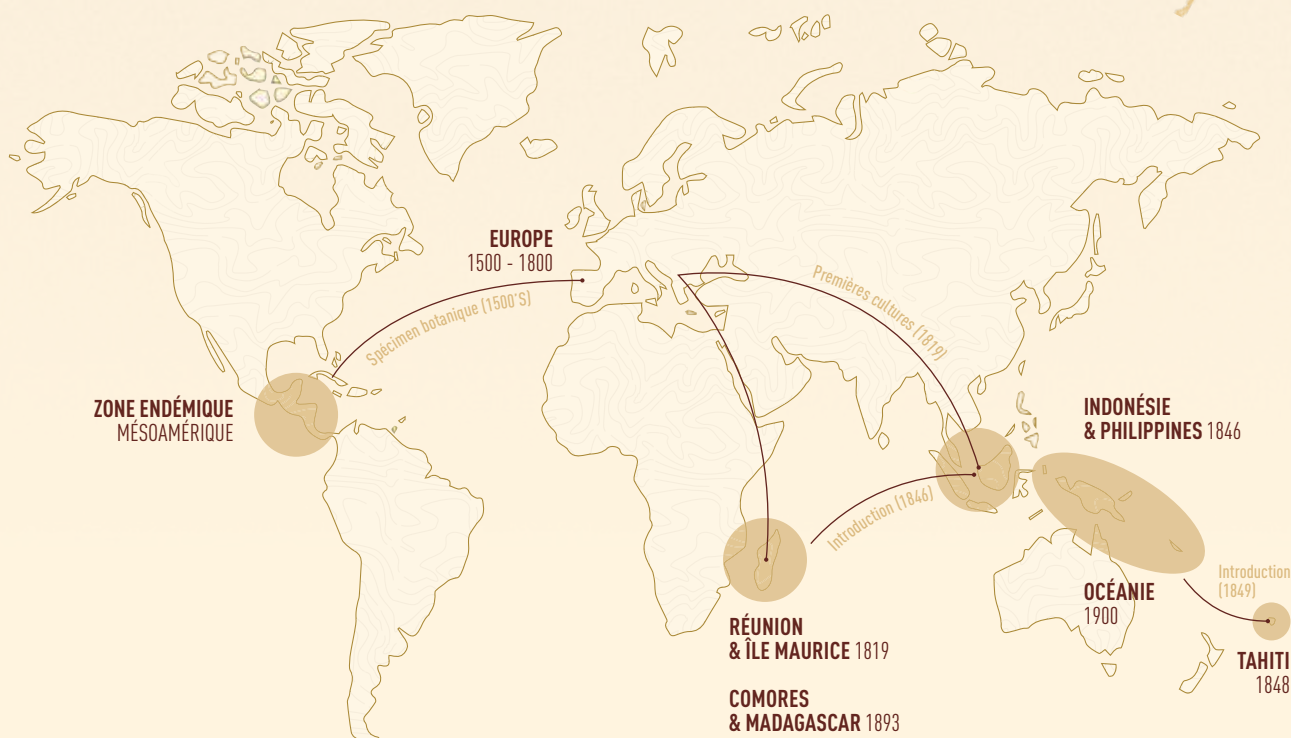 EUROPE
1500 - 1800
Spécimen botanique (1500'S)
Premières cultures (1819)
ZONE ENDÉMIQUE
MÉSOAMÉRIQUE
INDONÉSIE
& PHILIPPINES 1846
Introduction (1846)
Introduction
(1849)
OCÉANIE
1900
RÉUNION
& ÎLE MAURICE 1819
TAHITI
1848
COMORES
& MADAGASCAR 1893